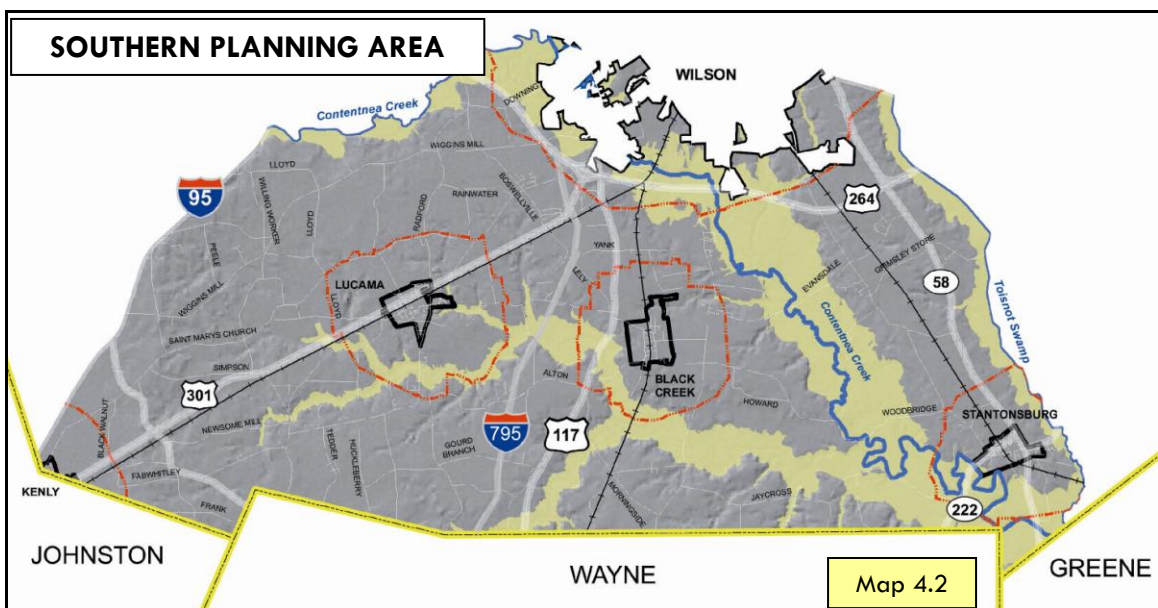 SOUTHERN PLANNING AREA
WILSON
DOWNING
Contentnea Creek
WIGGINS MILL
LLOYD
95
WILLING WORKER
RAINWATER
BOSWELLVILLE
RADFORD
LLOYD
264
PEELE
YANK
GRIMSLEY STORE
EVANSDALE
LELY
58
LUCAMA
LLOYD
WIGGINS MILL
Toisnot Swamp
Contentnea Creek
SAINT MARYS CHURCH
SIMPSON
ALTON
BLACK
CREEK
301
HOWARD
WOODBRIDGE
STANTONSBURG
BLACK WALNUT
NEWSOME MILL
795
117
TEDDER
HUCKLEBERRY
GOURD
BRANCH
FABWHITLEY
KENLY
FRANK
MORNINGSIDE
JAYCROSS
222
JOHNSTON
WAYNE
GREENE
Map 4.2